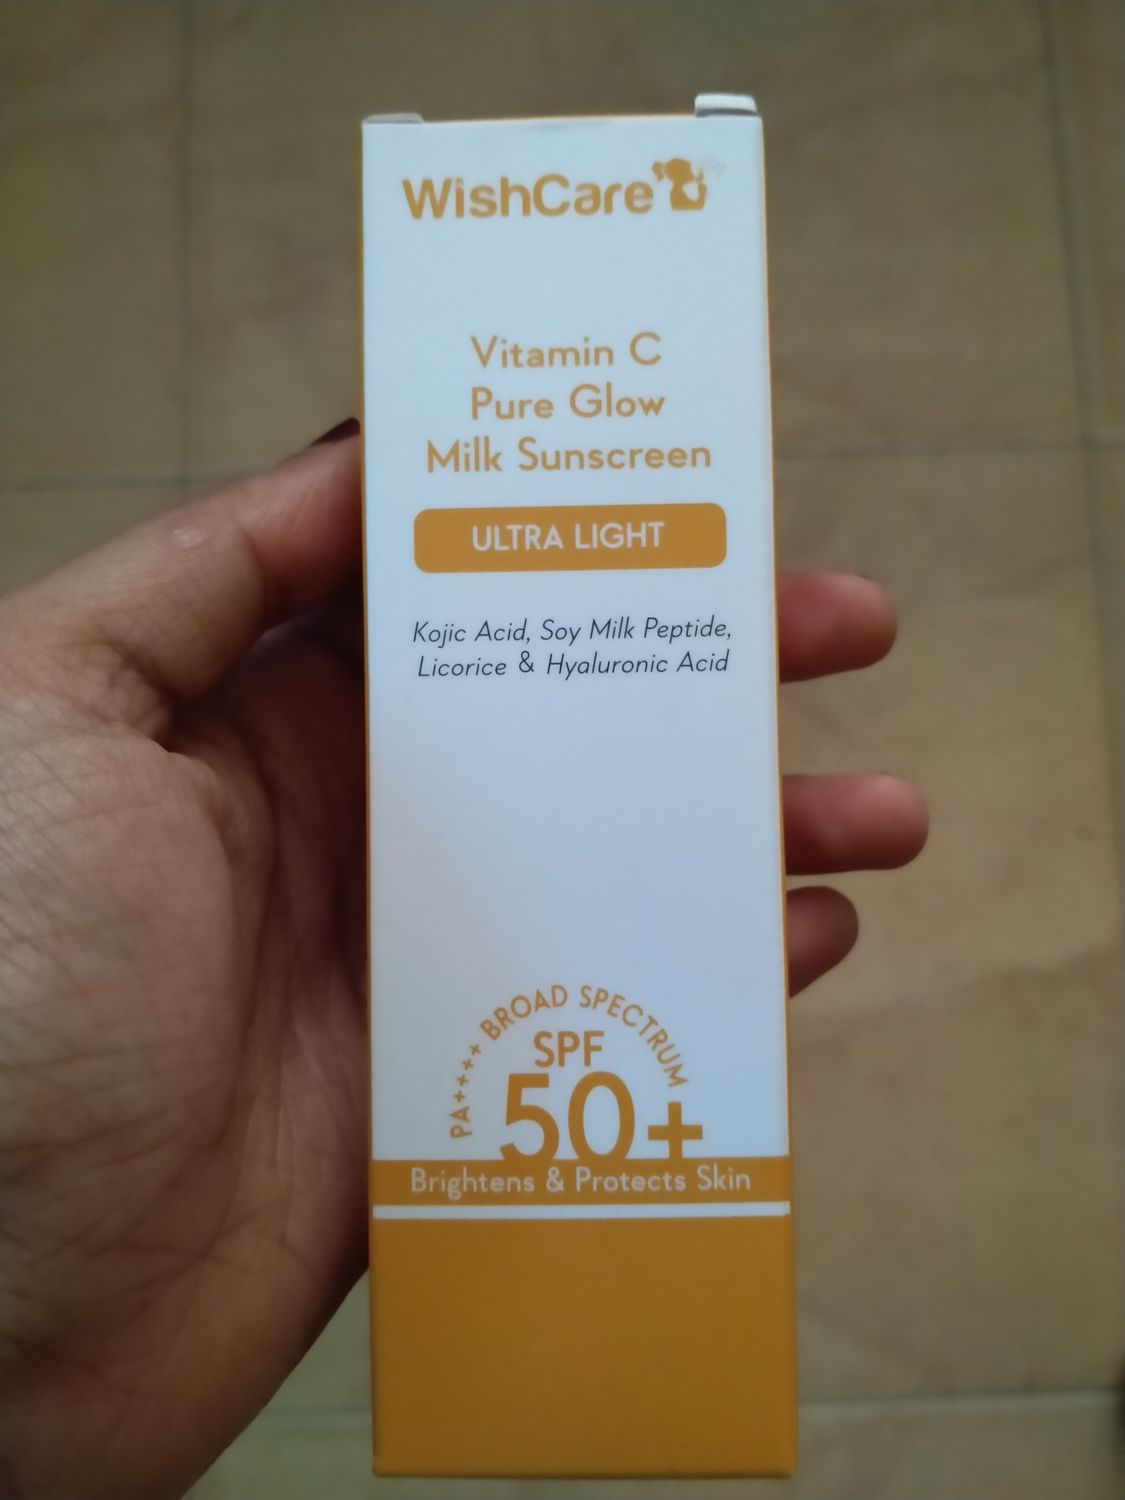 WishCare
Vitamin C
Pure Glow
Milk Sunscreen
ULTRA LIGHT
Kojic Acid, Soy Milk Peptide,
Licorice & Hyaluronic Acid
PA++++ BROAD SPECTRUM
SPF
50+
Brightens & Protects Skin